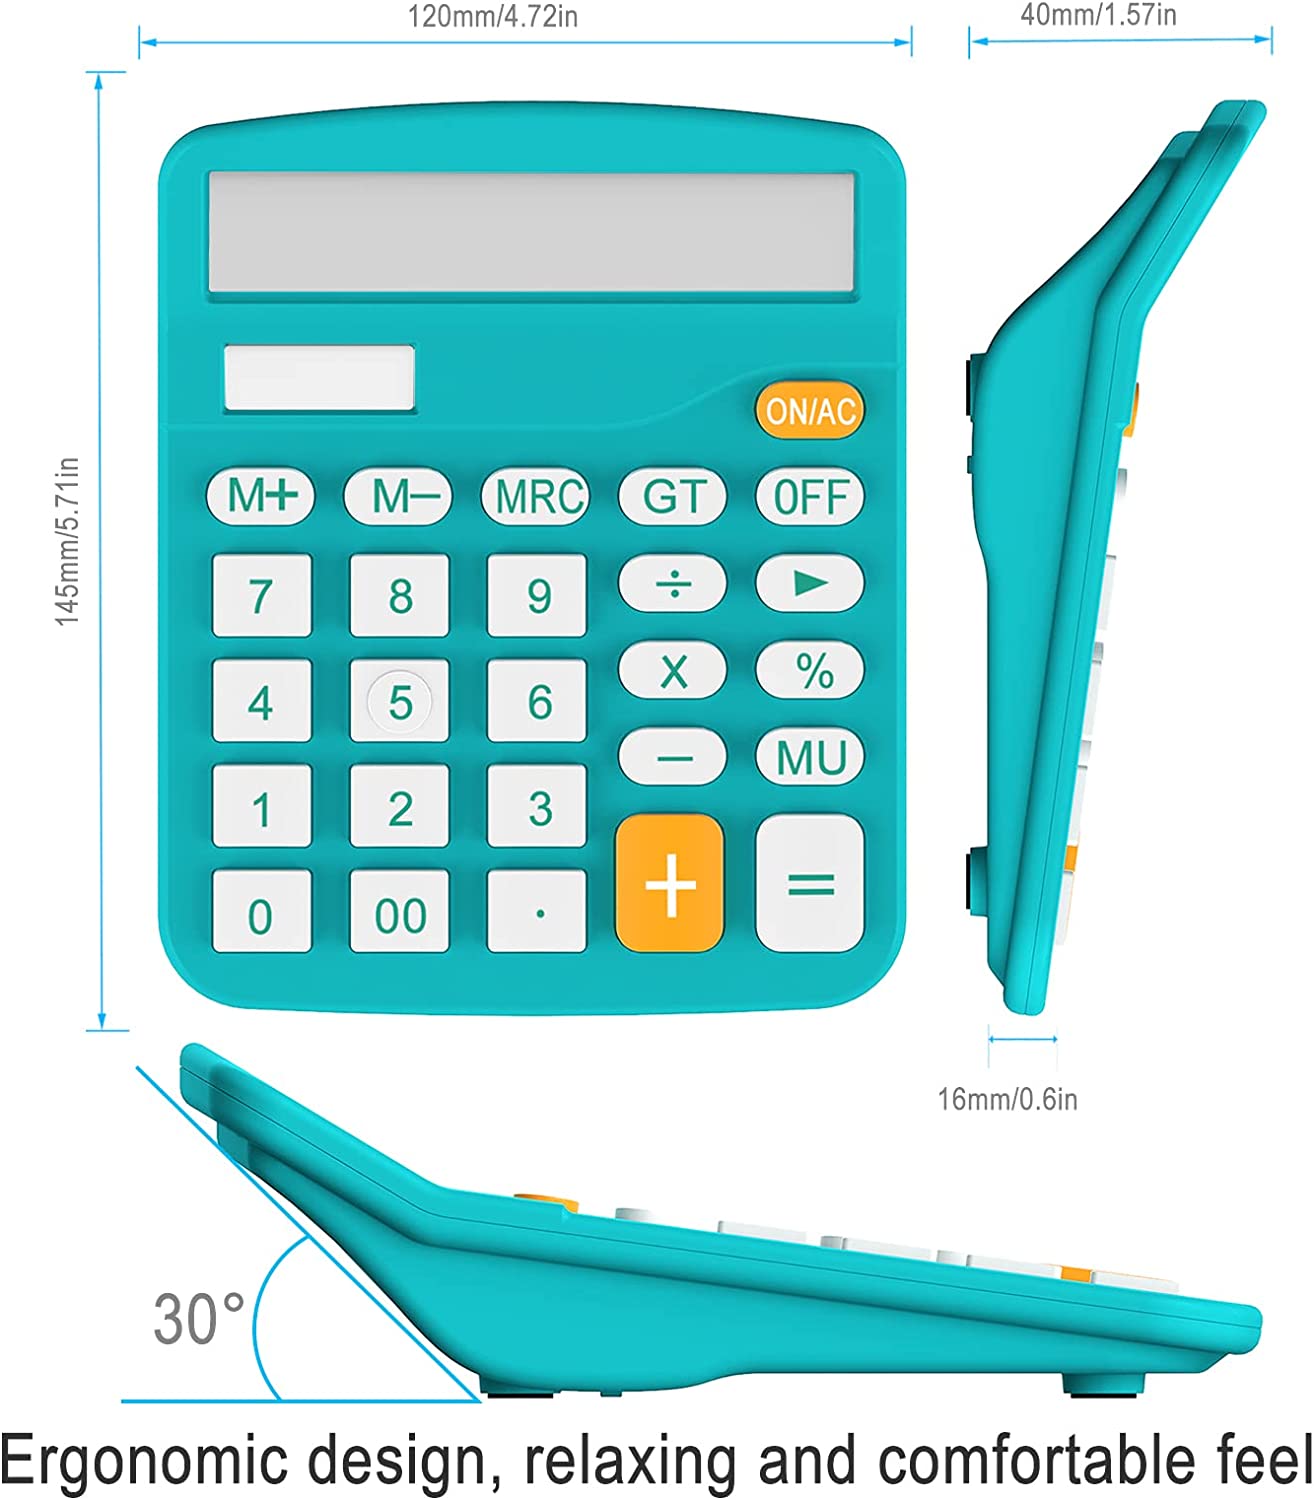 120mm/4.72in
40mm/1.57in
145mm/5.71in
ON/AC
M+ M− MRC GT OFF
7 8 9 ÷ ►
4 5 6 X %
1 2 3 − MU
0 00 . + =
16mm/0.6in
30°
Ergonomic design, relaxing and comfortable feel